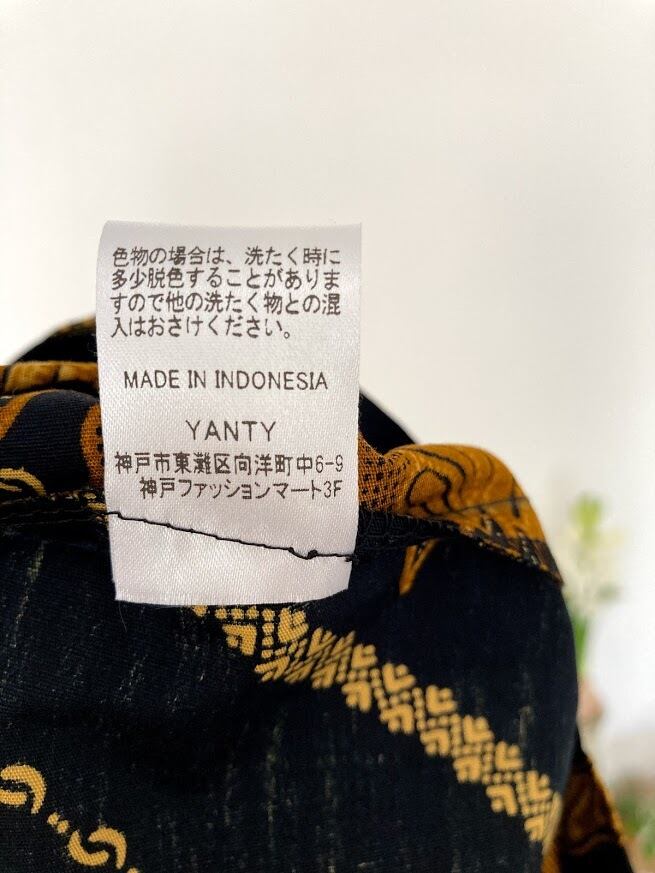 色物の場合は、洗たく時に
多少脱色することがありま
すので他の洗たく物との混
入はおさけください。
MADE IN INDONESIA
YANTY
神戸市東灘区向洋町中6-9
神戸ファッションマート3F